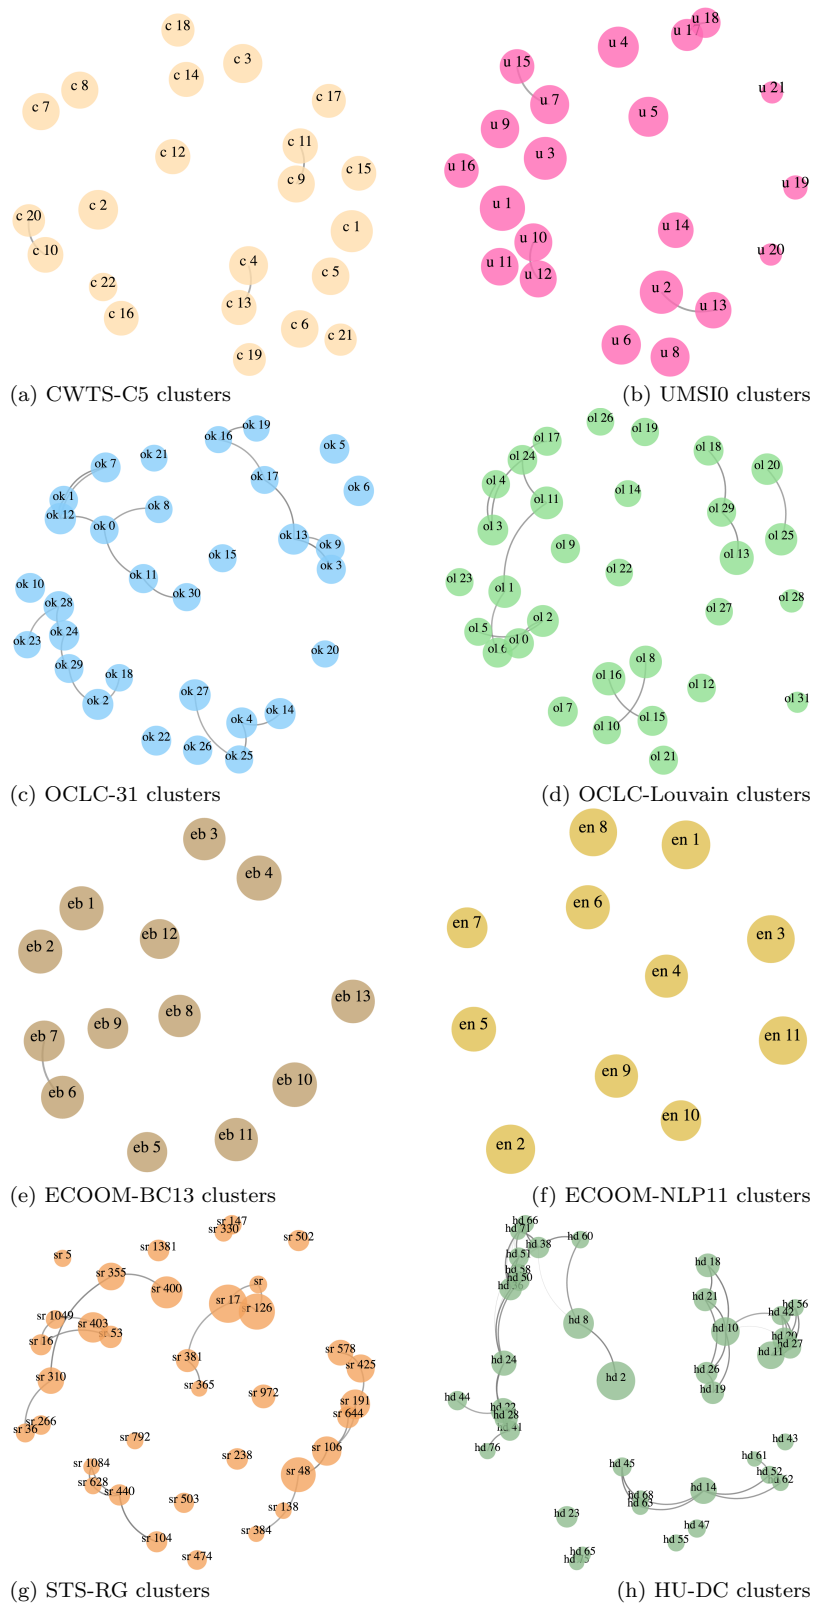 c 18
c 3
c 14
c 8
c 7
c 17
c 11
c 12
c 15
c 9
c 2
c 20
c 1
c 10
c 4
c 5
c 22
c 13
c 16
c 6
c 21
c 19
(a) CWTS-C5 clusters
u 18
u 17
u 4
u 15
u 21
u 7
u 5
u 9
u 3
u 16
u 19
u 1
u 14
u 10
u 20
u 11
u 12
u 2
u 13
u 6
u 8
(b) UMSI0 clusters
ok 19
ok 16
ok 5
ok 21
ok 7
ok 17
ok 6
ok 1
ok 8
ok 12
ok 0
ok 13
ok 9
ok 15
ok 3
ok 11
ok 10
ok 30
ok 28
ok 24
ok 23
ok 20
ok 29
ok 18
ok 27
ok 2
ok 14
ok 4
ok 22
ok 26
ok 25
(c) OCLC-31 clusters
ol 26
ol 19
ol 17
ol 18
ol 24
ol 20
ol 4
ol 14
ol 11
ol 29
ol 3
ol 25
ol 9
ol 13
ol 22
ol 23
ol 1
ol 28
ol 27
ol 2
ol 5
ol 0
ol 6
ol 8
ol 16
ol 12
ol 31
ol 7
ol 15
ol 10
ol 21
(d) OCLC-Louvain clusters
eb 3
eb 4
eb 1
eb 12
eb 2
eb 13
eb 8
eb 9
eb 7
eb 10
eb 6
eb 11
eb 5
(e) ECOOM-BC13 clusters
en 8
en 1
en 6
en 7
en 3
en 4
en 5
en 11
en 9
en 10
en 2
(f) ECOOM-NLP11 clusters
sr 147
sr 330
sr 502
sr 1381
sr 5
sr 355
sr
sr 400
sr 17
sr 126
sr 1049
sr 403
sr 53
sr 16
sr 578
sr 381
sr 425
sr 310
sr 365
sr 972
sr 191
sr 644
sr 266
sr 36
sr 792
sr 106
sr 238
sr 1084
sr 48
sr 628
sr 440
sr 503
sr 138
sr 384
sr 104
sr 474
(g) STS-RG clusters
hd 66
hd 71
hd 60
hd 38
hd 51
hd 18
hd 58
hd 50
hd 21
hd 56
hd 42
hd 8
hd 10
hd 20
hd 27
hd 11
hd 24
hd 26
hd 2
hd 19
hd 44
hd 22
hd 28
hd 41
hd 43
hd 76
hd 61
hd 45
hd 52
hd 62
hd 14
hd 68
hd 63
hd 23
hd 47
hd 55
hd 65
(h) HU-DC clusters